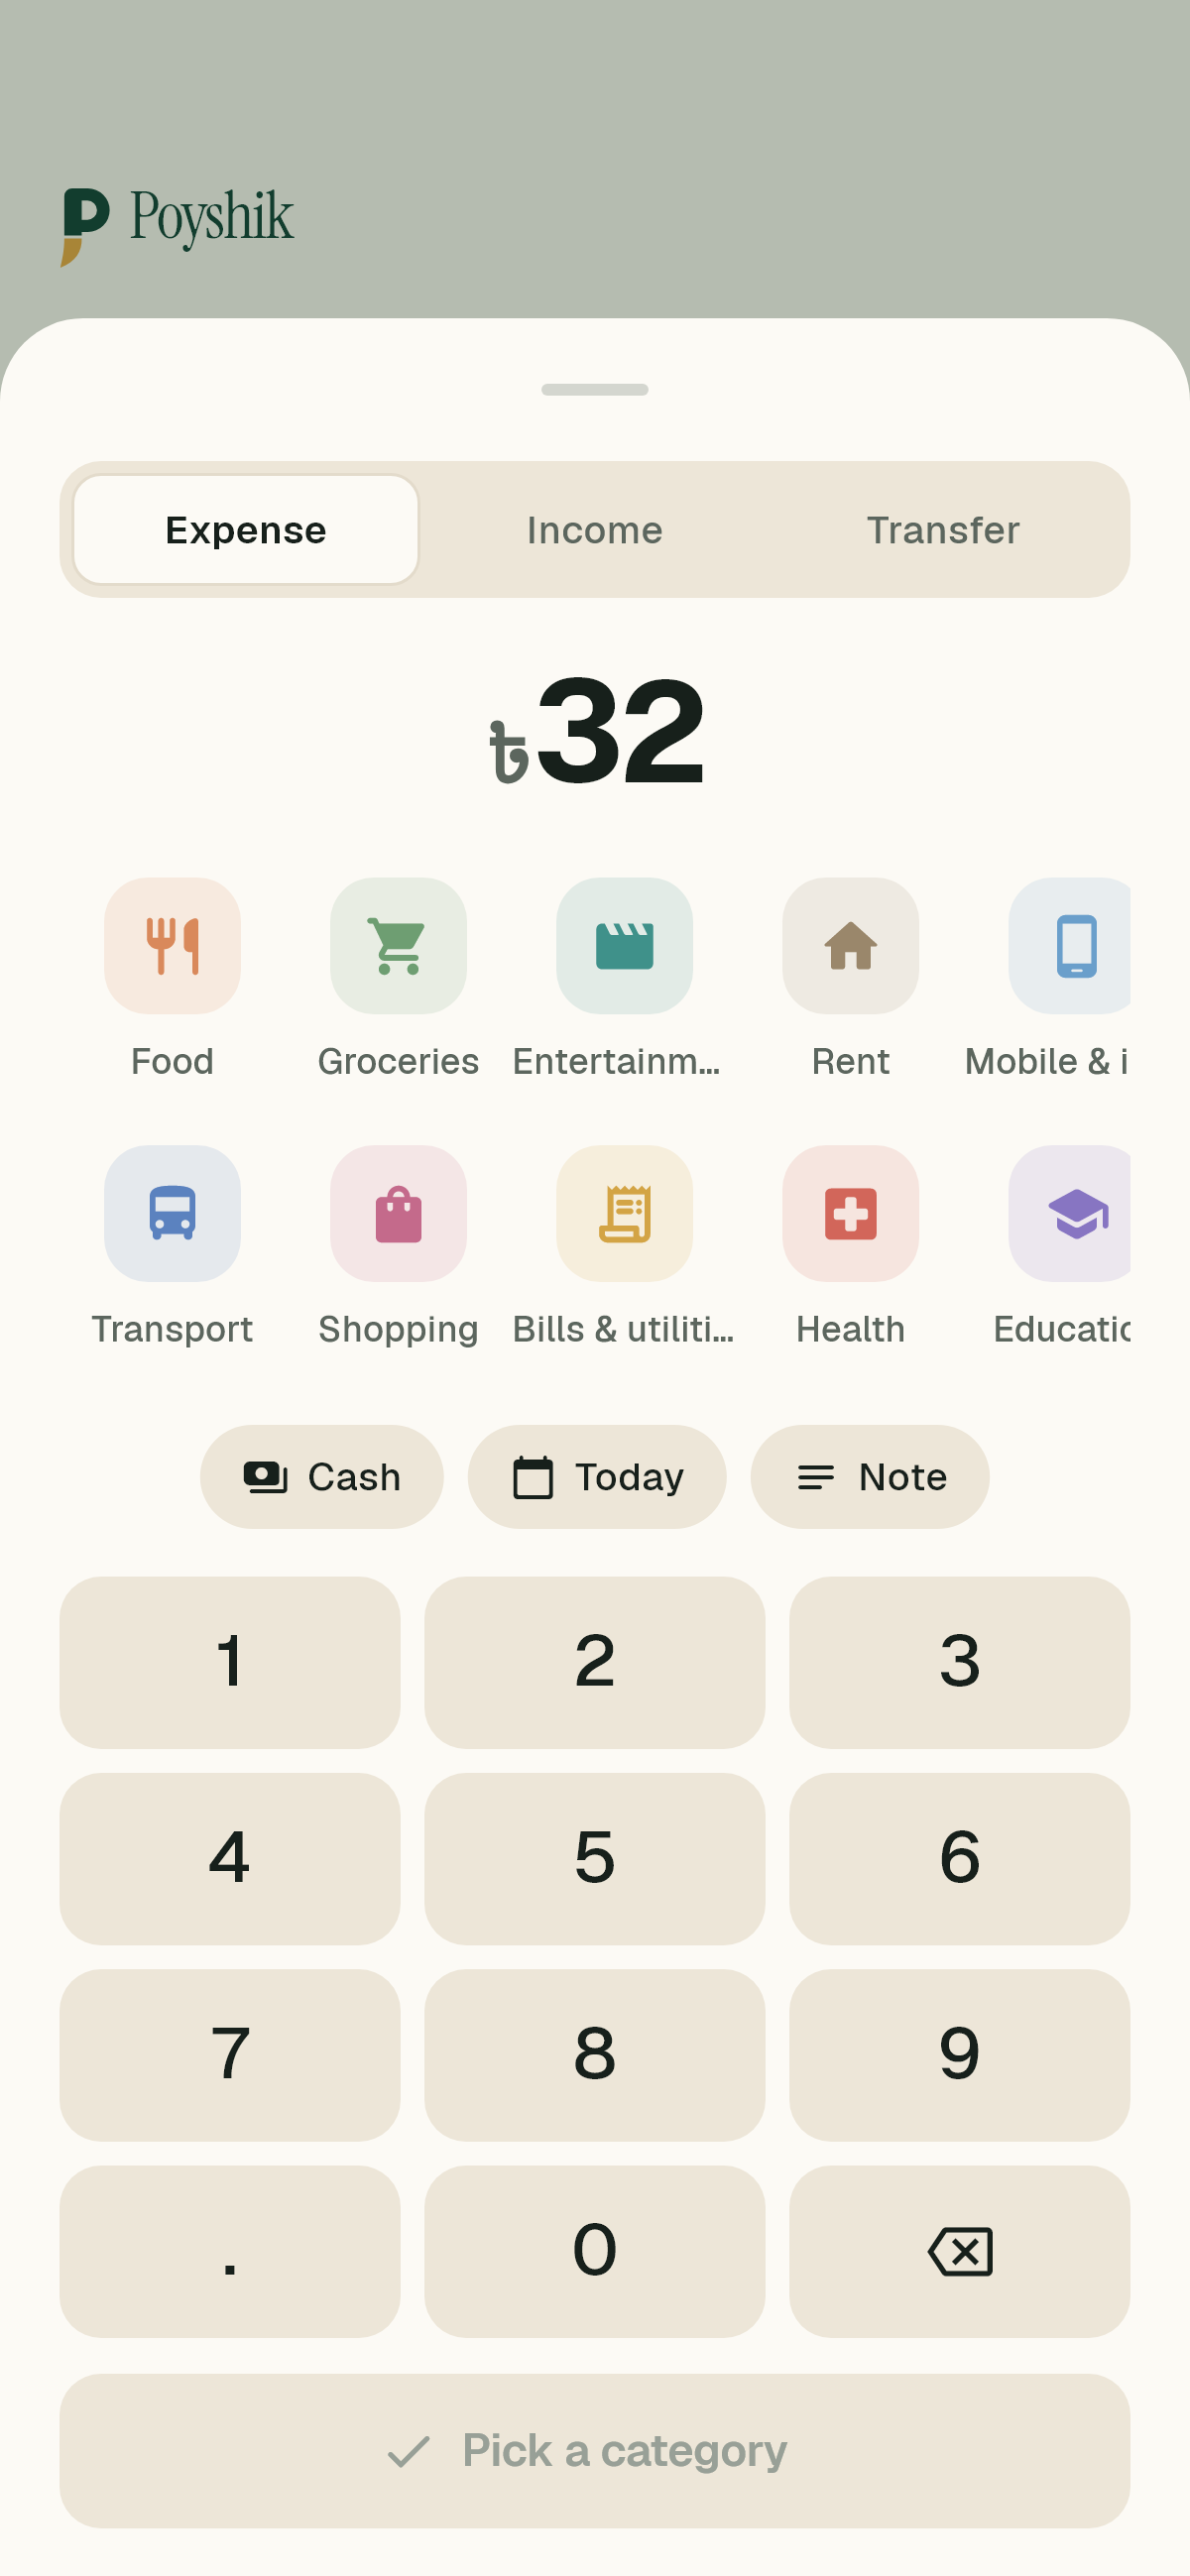 Poyshik
Expense Income Transfer
৳32
Food Groceries Entertainm... Rent Mobile & i
Transport Shopping Bills & utiliti... Health Educatio
Cash Today Note
1 2 3
4 5 6
7 8 9
. 0
Pick a category